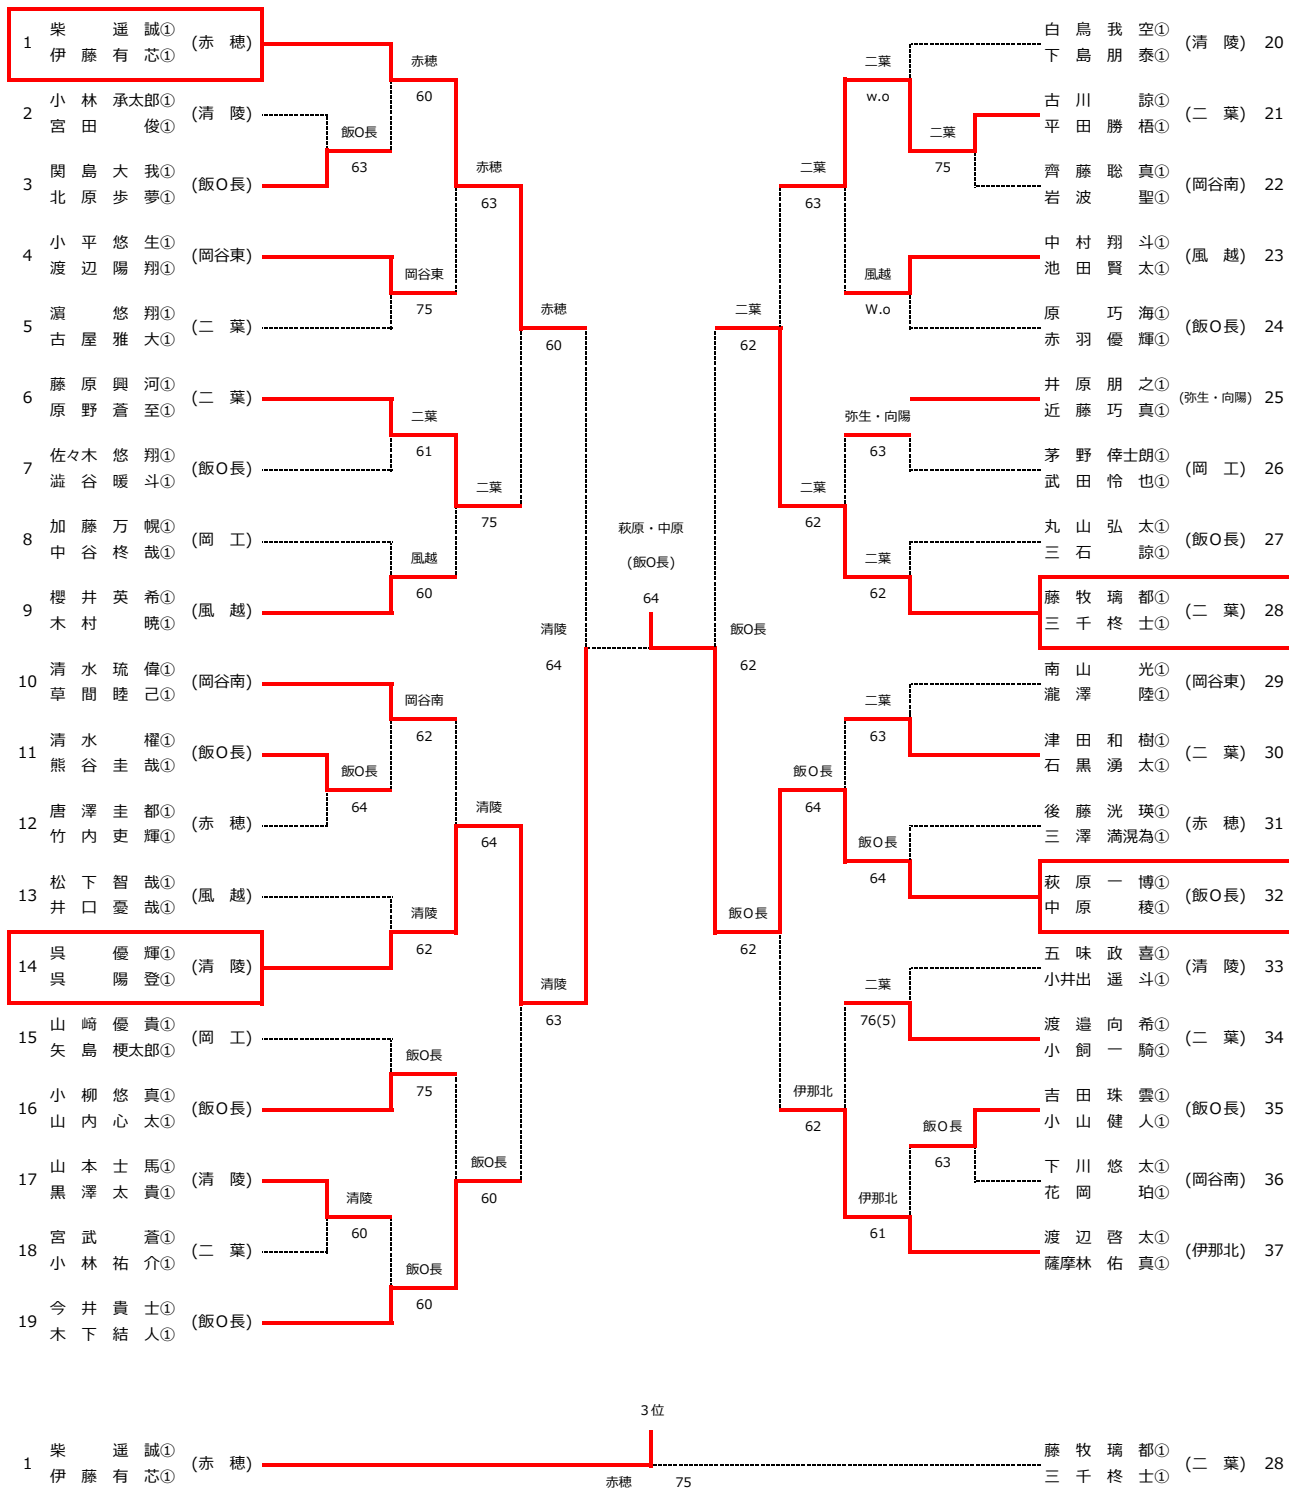 1 柴 遥 誠① (赤 穂)
伊 藤 有 芯①
2 小 林 承太郎① (清 陵)
宮 田 俊①
3 関 島 大 我① (飯O長)
北 原 歩 夢①
4 小 平 悠 生① (岡谷東)
渡 辺 陽 翔①
5 濵 悠 翔① (二 葉)
古 屋 雅 大①
6 藤 原 興 河① (二 葉)
原 野 蒼 至①
7 佐々木 悠 翔① (飯O長)
澁 谷 暖 斗①
8 加 藤 万 幌① (岡 工)
中 谷 柊 哉①
9 櫻 井 英 希① (風 越)
木 村 暁①
10 清 水 琉 偉① (岡谷南)
草 間 睦 己①
11 清 水 櫂① (飯O長)
熊 谷 圭 哉①
12 唐 澤 圭 都① (赤 穂)
竹 内 吏 輝①
13 松 下 智 哉① (風 越)
井 口 憂 哉①
14 呉 優 輝① (清 陵)
呉 陽 登①
15 山 﨑 優 貴① (岡 工)
矢 島 梗太郎①
16 小 柳 悠 真① (飯O長)
山 内 心 太①
17 山 本 士 馬① (清 陵)
黒 澤 太 貴①
18 宮 武 蒼① (二 葉)
小 林 祐 介①
19 今 井 貴 士① (飯O長)
木 下 結 人①
飯O長
63
飯O長
64
清陵
60
赤穂
60
岡谷東
75
二葉
61
風越
60
岡谷南
62
清陵
62
飯O長
75
飯O長
60
赤穂
63
二葉
75
清陵
64
飯O長
60
赤穂
60
清陵
63
清陵
64
萩原・中原
(飯O長)
64
飯O長
62
二葉
62
飯O長
62
二葉
63
二葉
62
飯O長
64
伊那北
62
二葉
w.o
風越
W.o
弥生・向陽
63
二葉
62
二葉
63
飯O長
64
二葉
76(5)
伊那北
61
二葉
75
飯O長
63
白 鳥 我 空① (清 陵) 20
下 島 朋 泰①
古 川 諒① (二 葉) 21
平 田 勝 梧①
齊 藤 聡 真① (岡谷南) 22
岩 波 聖①
中 村 翔 斗① (風 越) 23
池 田 賢 太①
原 巧 海① (飯O長) 24
赤 羽 優 輝①
井 原 朋 之① (弥生・向陽) 25
近 藤 巧 真①
茅 野 倖士朗① (岡 工) 26
武 田 怜 也①
丸 山 弘 太① (飯O長) 27
三 石 諒①
藤 牧 璃 都① (二 葉) 28
三 千 柊 士①
南 山 光① (岡谷東) 29
瀧 澤 陸①
津 田 和 樹① (二 葉) 30
石 黒 湧 太①
後 藤 洸 瑛① (赤 穂) 31
三 澤 満滉為①
萩 原 一 博① (飯O長) 32
中 原 稜①
五 味 政 喜① (清 陵) 33
小井出 遥 斗①
渡 邉 向 希① (二 葉) 34
小 飼 一 騎①
吉 田 珠 雲① (飯O長) 35
小 山 健 人①
下 川 悠 太① (岡谷南) 36
花 岡 珀①
渡 辺 啓 太① (伊那北) 37
薩摩林 佑 真①
３位
1 柴 遥 誠① (赤 穂)
伊 藤 有 芯①
赤穂 75
藤 牧 璃 都① (二 葉) 28
三 千 柊 士①